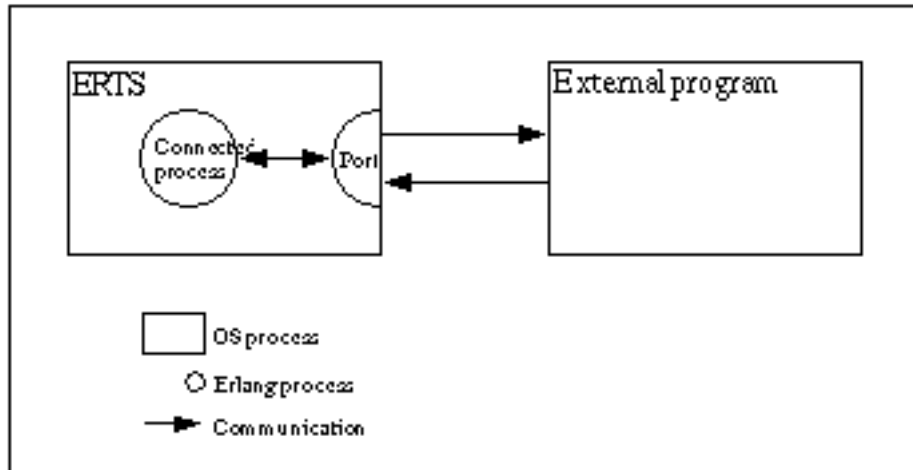 ERTS
External program
Connected
process
Port
OS process
Erlang process
Communication